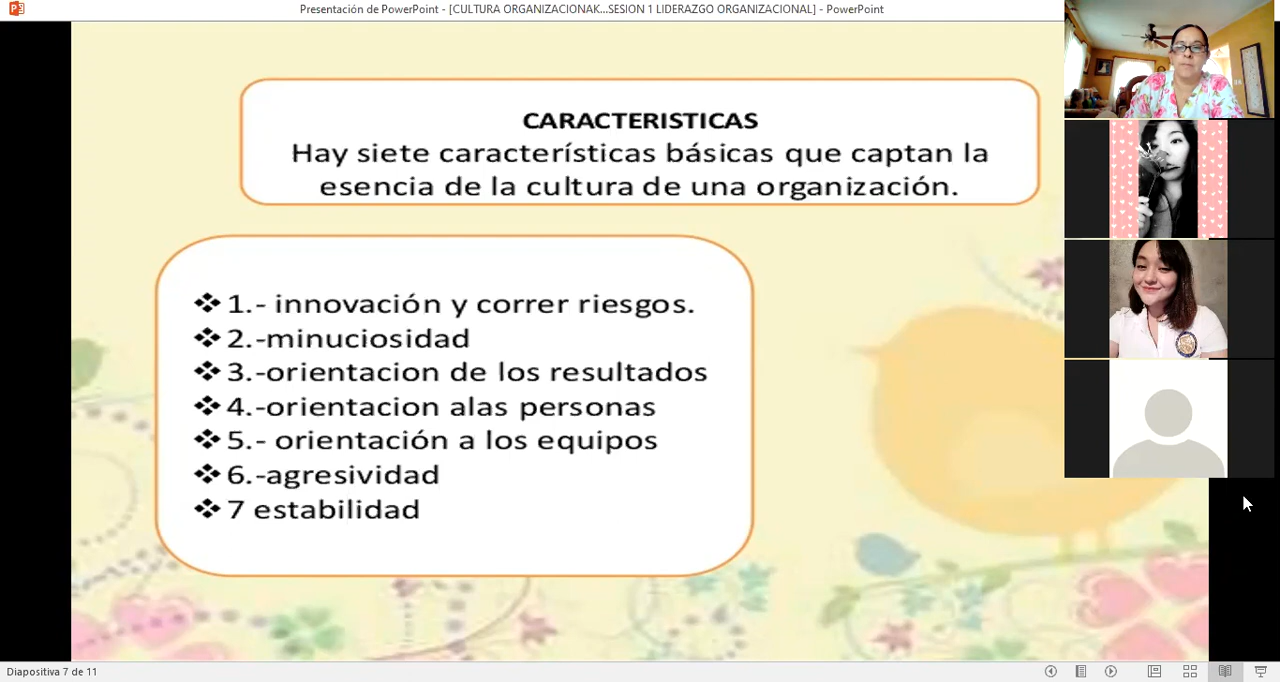 Presentación de PowerPoint - [CULTURA ORGANIZACIONAK...SESION 1 LIDERAZGO ORGANIZACIONAL] - PowerPoint
CARACTERISTICAS
Hay siete características básicas que captan la
esencia de la cultura de una organización.
❖ 1.- innovación y correr riesgos.
❖ 2.-minuciosidad
❖ 3.-orientacion de los resultados
❖ 4.-orientacion alas personas
❖ 5.- orientación a los equipos
❖ 6.-agresividad
❖ 7 estabilidad
Diapositiva 7 de 11